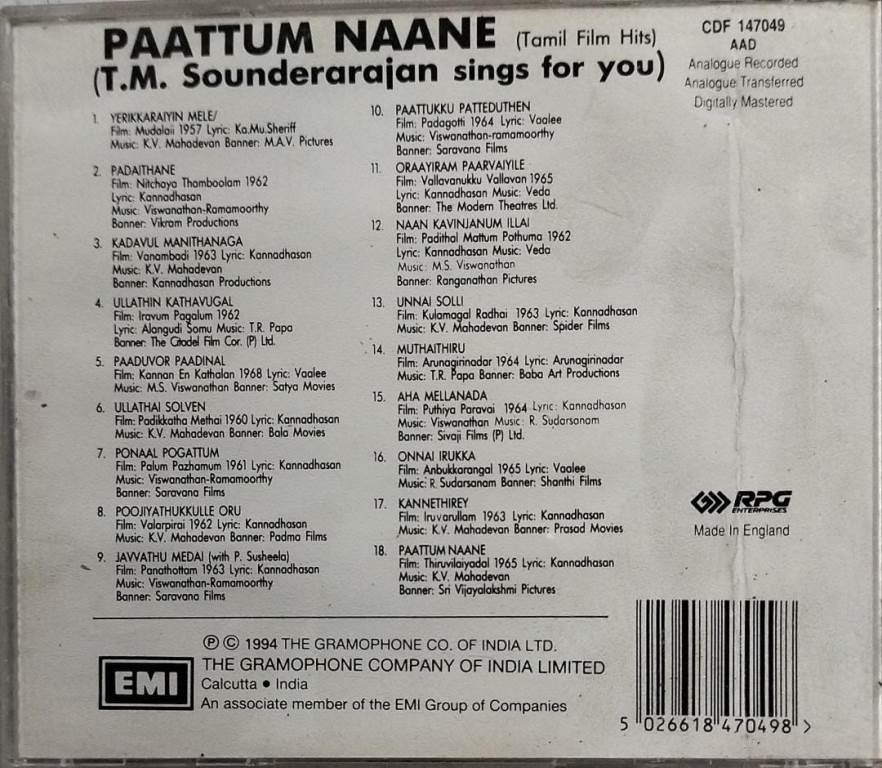 PAATTUM NAANE (Tamil Film Hits)
(T.M. Sounderarajan sings for you)
CDF 147049
AAD
Analogue Recorded
Analogue Transferred
Digitally Mastered
1. YERIKKARAIYIN MELE/
Film: Mudalaii 1957 Lyric: Ka.Mu.Sheriff
Music: K.V. Mahadevan Banner: M.A.V. Pictures
2. PADAITHANE
Film: Nitchaya Thamboolam 1962
Lyric: Kannadhasan
Music: Viswanathan-Ramamoorthy
Banner: Vikram Productions
3. KADAVUL MANITHANAGA
Film: Vanambadi 1963 Lyric: Kannadhasan
Music: K.V. Mahadevan
Banner: Kannadhasan Productions
4. ULLATHIN KATHAVUGAL
Film: Iravum Pagalum 1962
Lyric: Alangudi Somu Music: T.R. Papa
Banner: The Citadel Film Cor. (P) Ltd.
5. PAADUVOR PAADINAL
Film: Kannan En Kathalan 1968 Lyric: Vaalee
Music: M.S. Viswanathan Banner: Satya Movies
6. ULLATHAI SOLVEN
Film: Padikkatha Methai 1960 Lyric: Kannadhasan
Music: K.V. Mahadevan Banner: Bala Movies
7. PONAAL POGATTUM
Film: Palum Pazhamum 1961 Lyric: Kannadhasan
Music: Viswanathan-Ramamoorthy
Banner: Saravana Films
8. POOJIYATHUKKULLE ORU
Film: Valarpirai 1962 Lyric: Kannadhasan
Music: K.V. Mahadevan Banner: Padma Films
9. JAVVATHU MEDAI (with P. Susheela)
Film: Panathottam 1963 Lyric: Kannadhasan
Music: Viswanathan-Ramamoorthy
Banner: Saravana Films
10. PAATTUKKU PATTEDUTHEN
Film: Padagotti 1964 Lyric: Vaalee
Music: Viswanathan-ramamoorthy
Banner: Saravana Films
11. ORAAYIRAM PAARVAIYILE
Film: Vallavanukku Vallavan 1965
Lyric: Kannadhasan Music: Veda
Banner: The Modern Theatres Ltd.
12. NAAN KAVINJANUM ILLAI
Film: Padithal Mattum Pothuma 1962
Lyric: Kannadhasan Music: Veda
Music: M.S. Viswanathan
Banner: Ranganathan Pictures
13. UNNAI SOLLI
Film: Kulamagal Radhai 1963 Lyric: Kannadhasan
Music: K.V. Mahadevan Banner: Spider Films
14. MUTHAITHIRU
Film: Arunagirinadar 1964 Lyric: Arunagirinadar
Music: T.R. Papa Banner: Baba Art Productions
15. AHA MELLANADA
Film: Puthiya Paravai 1964 Lyric: Kannadhasan
Music: Viswanathan Music: R. Sudarsanam
Banner: Sivaji Films (P) Ltd.
16. ONNAI IRUKKA
Film: Anbukkarangal 1965 Lyric: Vaalee
Music: R. Sudarsanam Banner: Shanthi Films
17. KANNETHIREY
Film: Iruvarullam 1963 Lyric: Kannadhasan
Music: K.V. Mahadevan Banner: Prasad Movies
18. PAATTUM NAANE
Film: Thiruvilaiyadal 1965 Lyric: Kannadhasan
Music: K.V. Mahadevan
Banner: Sri Vijayalakshmi Pictures
RPG
ENTERPRISES
Made In England
℗ © 1994 THE GRAMOPHONE CO. OF INDIA LTD.
EMI
THE GRAMOPHONE COMPANY OF INDIA LIMITED
Calcutta • India
An associate member of the EMI Group of Companies
5 026618 470498 >